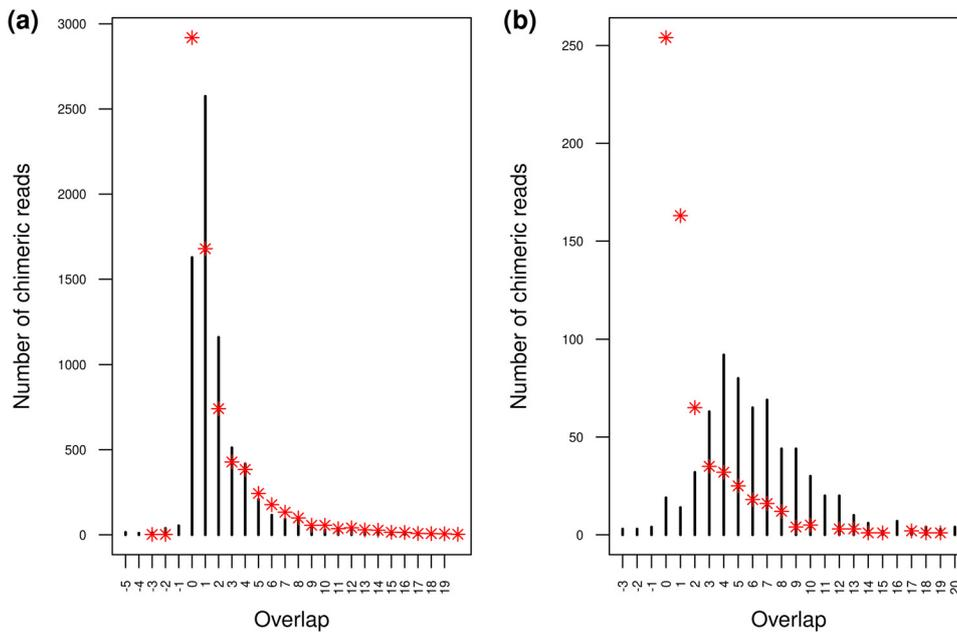 (a)
Number of chimeric reads
3000
2500
2000
1500
1000
500
0
-5 -4 -3 -2 -1 0 1 2 3 4 5 6 7 8 9 10 11 12 13 14 15 16 17 18 19
Overlap
(b)
Number of chimeric reads
250
200
150
100
50
0
-3 -2 -1 0 1 2 3 4 5 6 7 8 9 10 11 12 13 14 15 16 17 18 19 20
Overlap